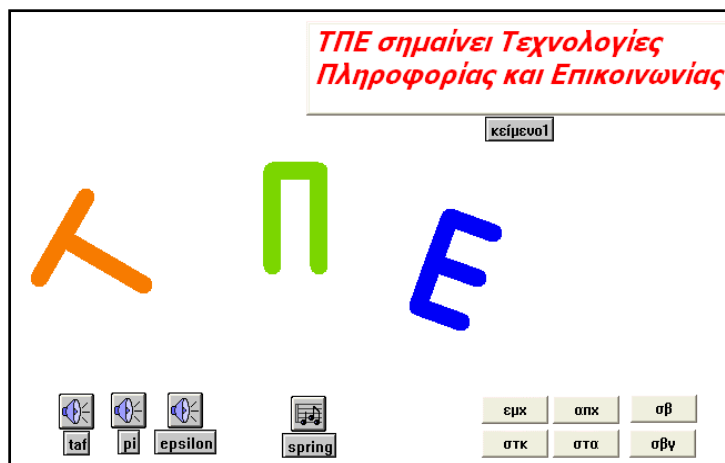 ΤΠΕ σημαίνει Τεχνολογίες
Πληροφορίας και Επικοινωνίας
κείμενο1
Τ Π Ε
taf pi epsilon spring
εμχ απχ σβ
στκ στα σβγ